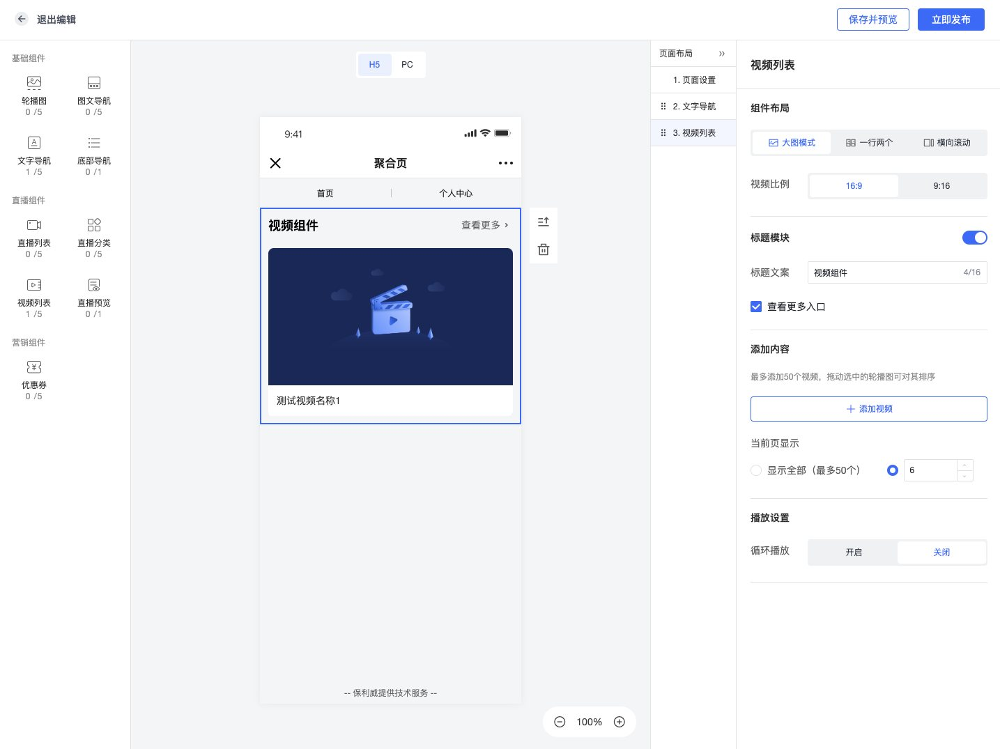 退出编辑
保存并预览
立即发布
基础组件
轮播图
0 /5
图文导航
0 /5
文字导航
1 /5
底部导航
0 /1
直播组件
直播列表
0 /5
直播分类
0 /5
视频列表
1 /5
直播预览
0 /1
营销组件
优惠券
0 /5
H5
PC
9:41
聚合页
首页
个人中心
视频组件
查看更多 ›
测试视频名称1
-- 保利威提供技术服务 --
100%
页面布局
1. 页面设置
2. 文字导航
3. 视频列表
视频列表
组件布局
大图模式
一行两个
横向滚动
视频比例
16:9
9:16
标题模块
标题文案
视频组件
4/16
查看更多入口
添加内容
最多添加50个视频，拖动选中的轮播图可对其排序
添加视频
当前页显示
显示全部（最多50个）
6
播放设置
循环播放
开启
关闭